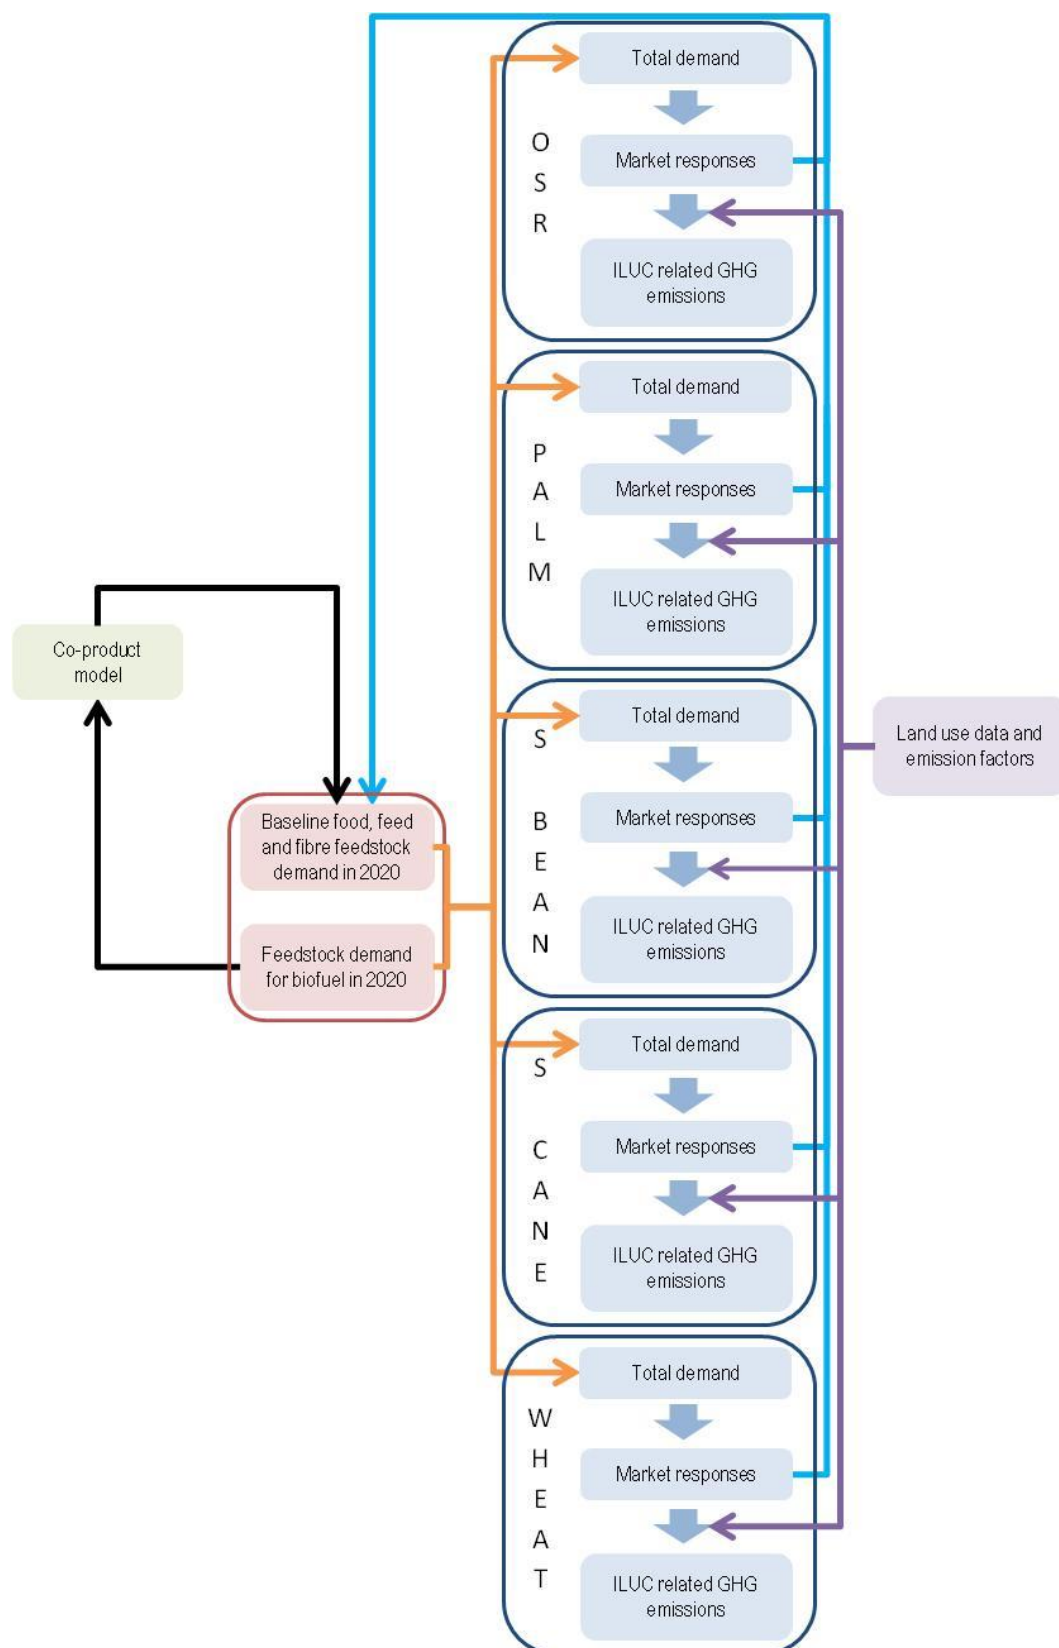 Total demand
O
S
R
Market responses
ILUC related GHG
emissions
Total demand
P
A
L
M
Market responses
ILUC related GHG
emissions
Co-product
model
Total demand
S
B
E
A
N
Market responses
ILUC related GHG
emissions
Land use data and
emission factors
Baseline food, feed
and fibre feedstock
demand in 2020
Feedstock demand
for biofuel in 2020
Total demand
S
C
A
N
E
Market responses
ILUC related GHG
emissions
Total demand
W
H
E
A
T
Market responses
ILUC related GHG
emissions